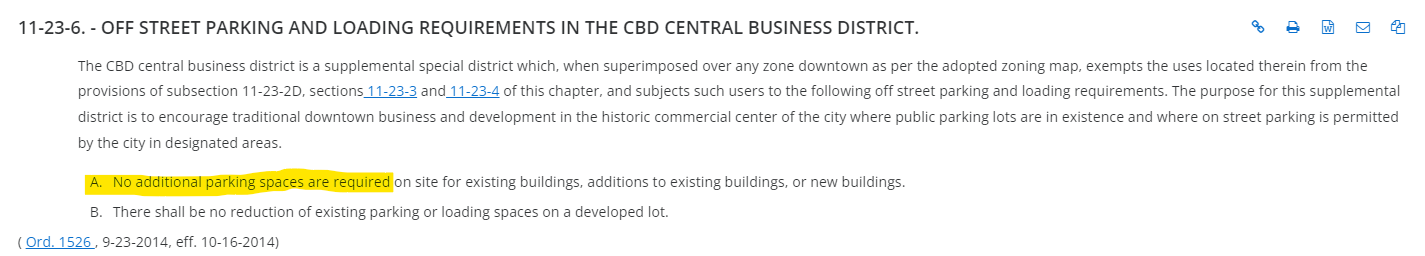 11-23-6. - OFF STREET PARKING AND LOADING REQUIREMENTS IN THE CBD CENTRAL BUSINESS DISTRICT.
The CBD central business district is a supplemental special district which, when superimposed over any zone downtown as per the adopted zoning map, exempts the uses located therein from the
provisions of subsection 11-23-2D, sections 11-23-3 and 11-23-4 of this chapter, and subjects such users to the following off street parking and loading requirements. The purpose for this supplemental
district is to encourage traditional downtown business and development in the historic commercial center of the city where public parking lots are in existence and where on street parking is permitted
by the city in designated areas.
A. No additional parking spaces are required on site for existing buildings, additions to existing buildings, or new buildings.
B. There shall be no reduction of existing parking or loading spaces on a developed lot.
( Ord. 1526 , 9-23-2014, eff. 10-16-2014)